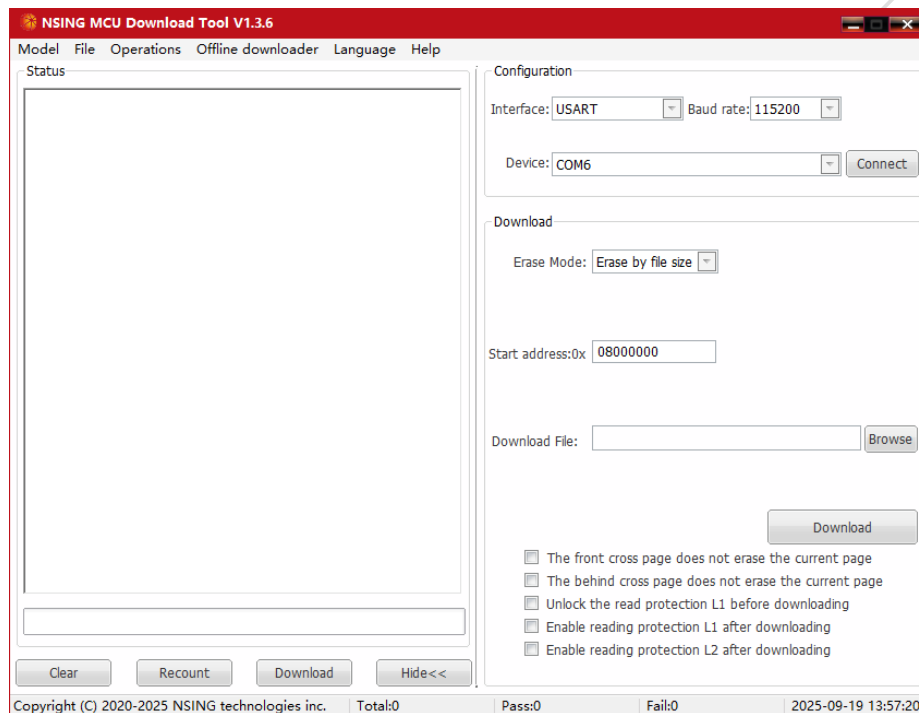 NSING MCU Download Tool V1.3.6
Model File Operations Offline downloader Language Help
Status
Configuration
Interface: USART Baud rate: 115200
Device: COM6 Connect
Download
Erase Mode: Erase by file size
Start address:0x 08000000
Download File: Browse
Download
The front cross page does not erase the current page
The behind cross page does not erase the current page
Unlock the read protection L1 before downloading
Enable reading protection L1 after downloading
Enable reading protection L2 after downloading
Clear Recount Download Hide<<
Copyright (C) 2020-2025 NSING technologies inc. Total:0 Pass:0 Fail:0 2025-09-19 13:57:20